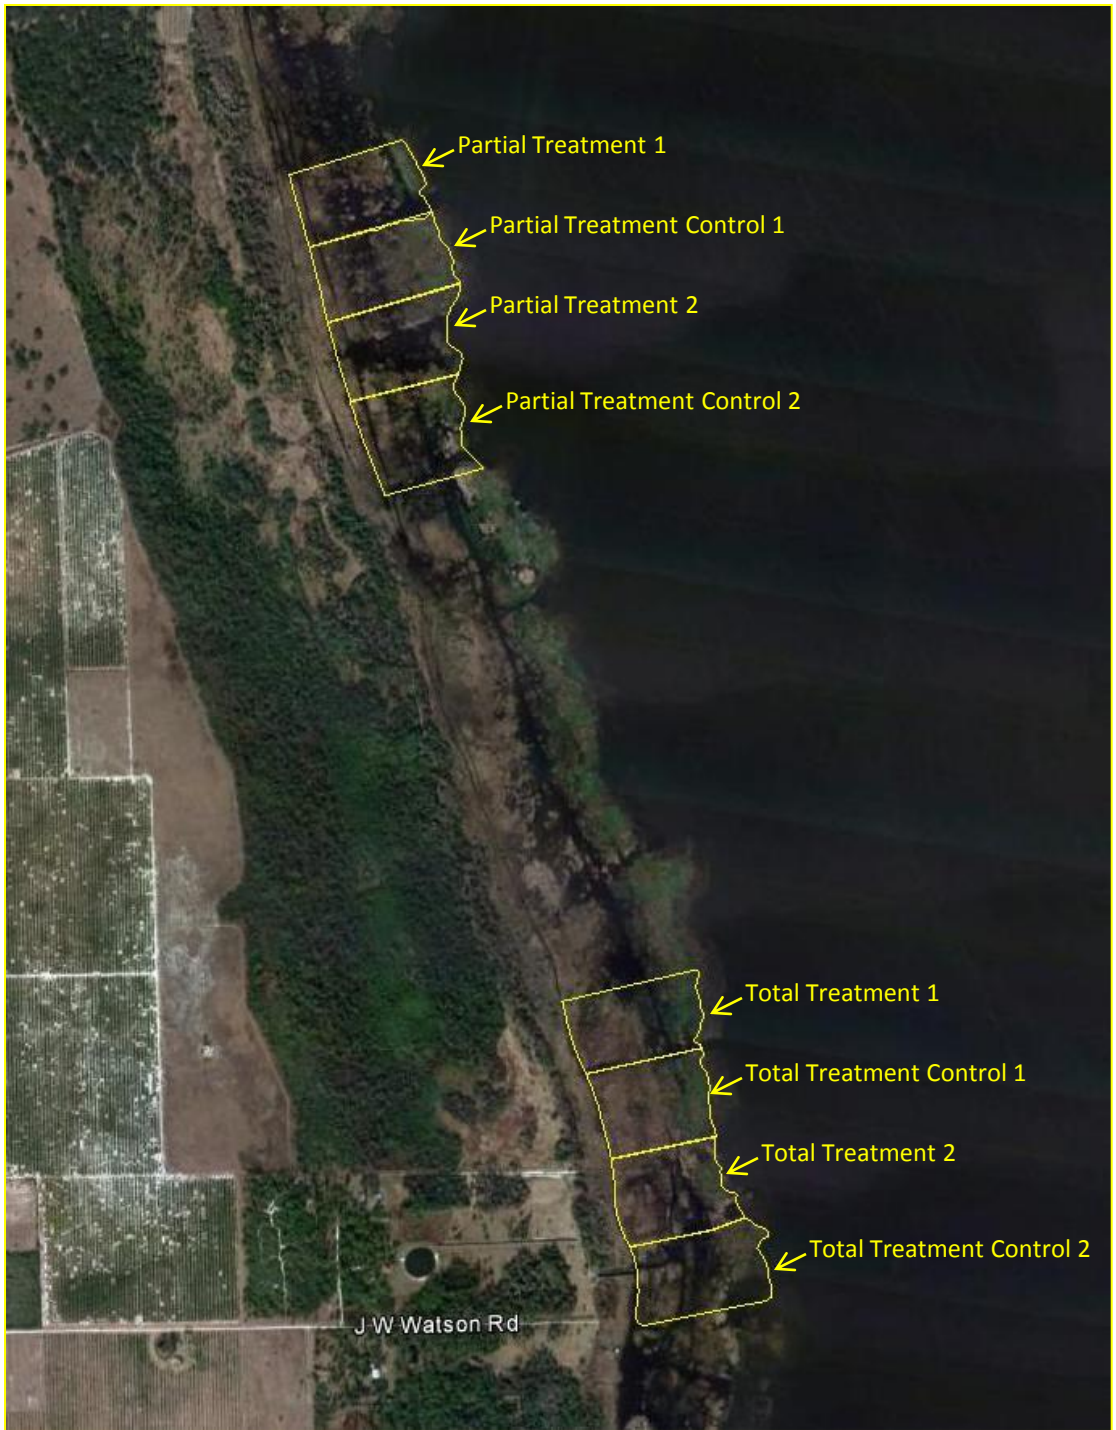 Partial Treatment 1
Partial Treatment Control 1
Partial Treatment 2
Partial Treatment Control 2
Total Treatment 1
Total Treatment Control 1
Total Treatment 2
Total Treatment Control 2
J W Watson Rd